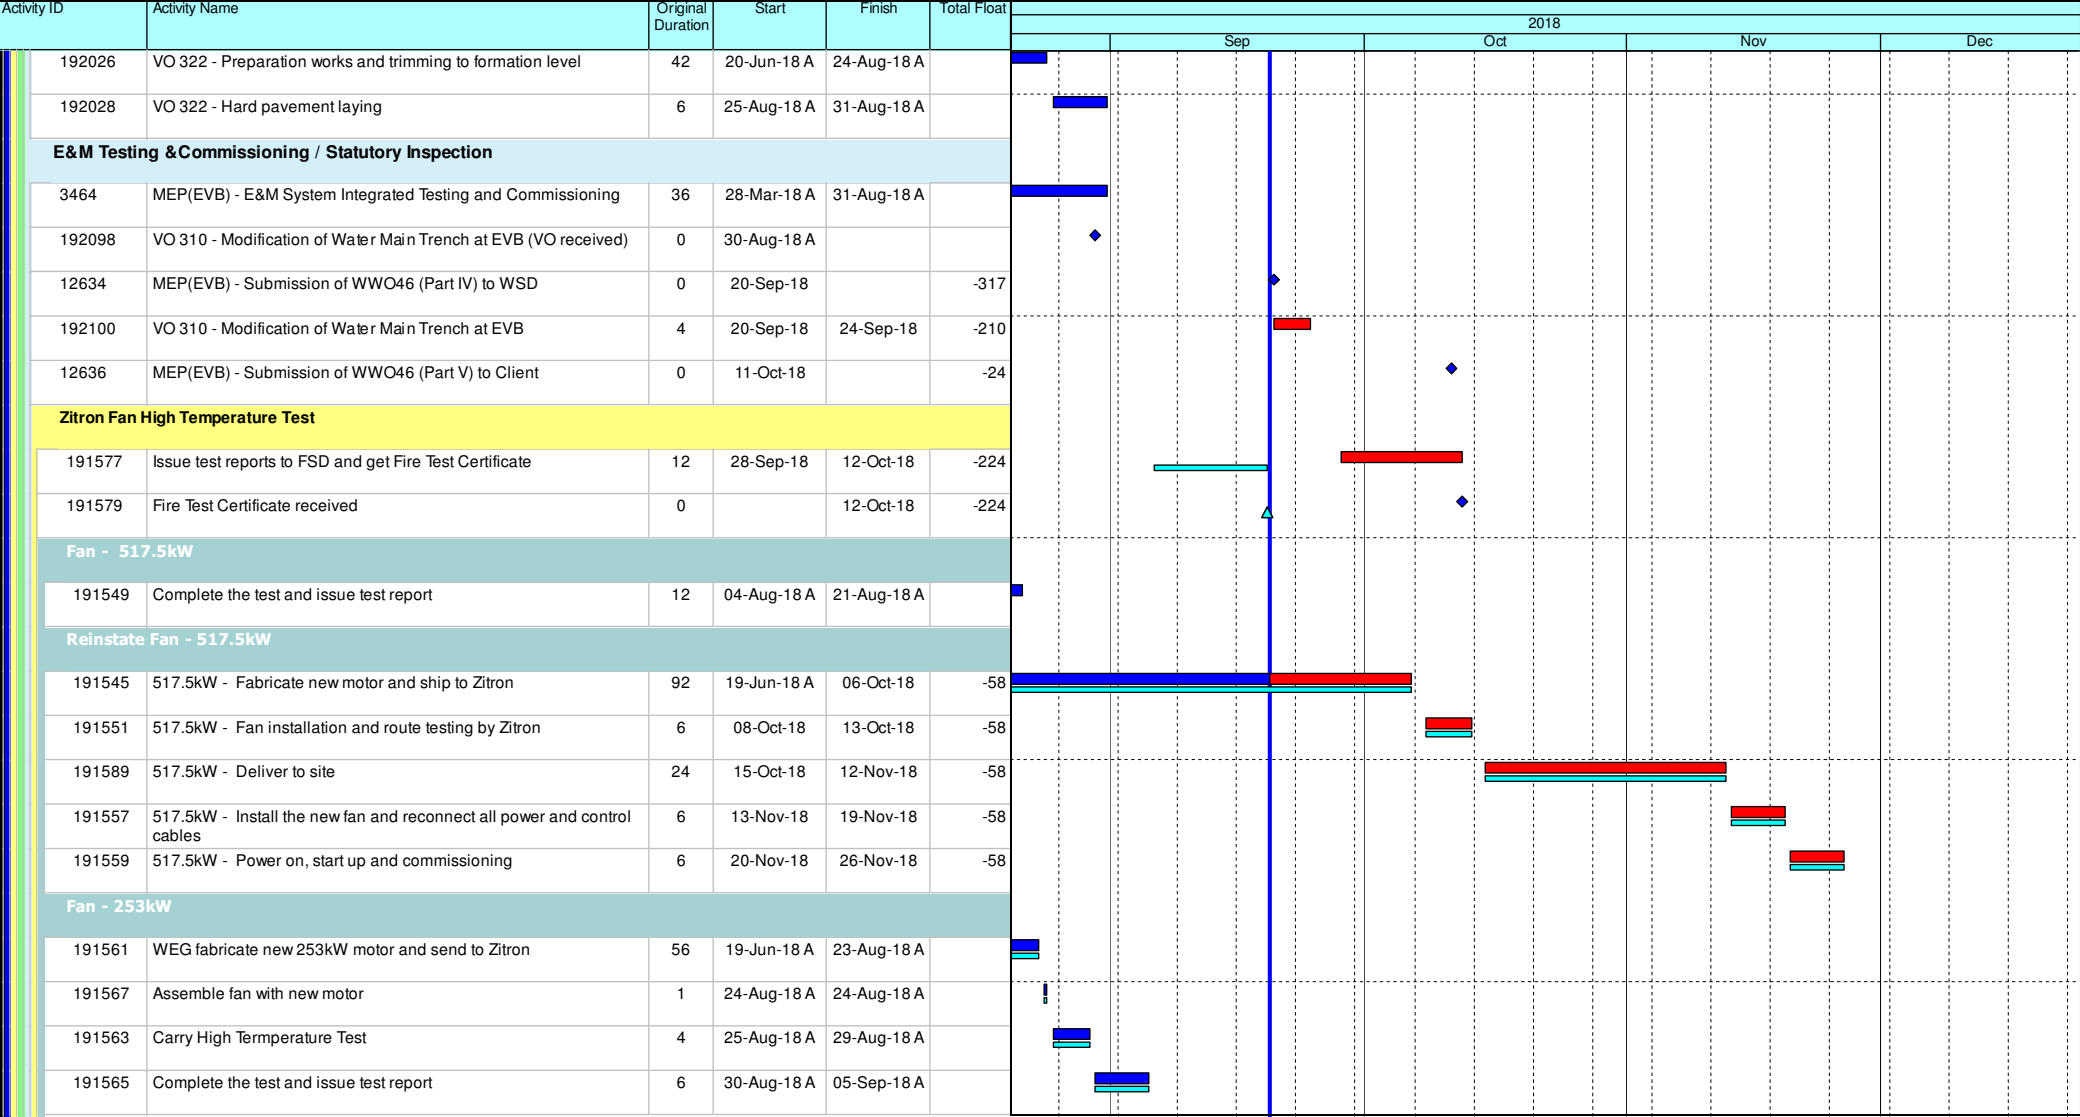 Activity ID Activity Name Original Duration Start Finish Total Float
2018
Sep Oct Nov Dec
192026 VO 322 - Preparation works and trimming to formation level 42 20-Jun-18 A 24-Aug-18 A
192028 VO 322 - Hard pavement laying 6 25-Aug-18 A 31-Aug-18 A
E&M Testing &Commissioning / Statutory Inspection
3464 MEP(EVB) - E&M System Integrated Testing and Commissioning 36 28-Mar-18 A 31-Aug-18 A
192098 VO 310 - Modification of Water Main Trench at EVB (VO received) 0 30-Aug-18 A
12634 MEP(EVB) - Submission of WWO46 (Part IV) to WSD 0 20-Sep-18 -317
192100 VO 310 - Modification of Water Main Trench at EVB 4 20-Sep-18 24-Sep-18 -210
12636 MEP(EVB) - Submission of WWO46 (Part V) to Client 0 11-Oct-18 -24
Zitron Fan High Temperature Test
191577 Issue test reports to FSD and get Fire Test Certificate 12 28-Sep-18 12-Oct-18 -224
191579 Fire Test Certificate received 0 12-Oct-18 -224
Fan - 517.5kW
191549 Complete the test and issue test report 12 04-Aug-18 A 21-Aug-18 A
Reinstate Fan - 517.5kW
191545 517.5kW - Fabricate new motor and ship to Zitron 92 19-Jun-18 A 06-Oct-18 -58
191551 517.5kW - Fan installation and route testing by Zitron 6 08-Oct-18 13-Oct-18 -58
191589 517.5kW - Deliver to site 24 15-Oct-18 12-Nov-18 -58
191557 517.5kW - Install the new fan and reconnect all power and control 6 13-Nov-18 19-Nov-18 -58
cables
191559 517.5kW - Power on, start up and commissioning 6 20-Nov-18 26-Nov-18 -58
Fan - 253kW
191561 WEG fabricate new 253kW motor and send to Zitron 56 19-Jun-18 A 23-Aug-18 A
191567 Assemble fan with new motor 1 24-Aug-18 A 24-Aug-18 A
191563 Carry High Termperature Test 4 25-Aug-18 A 29-Aug-18 A
191565 Complete the test and issue test report 6 30-Aug-18 A 05-Sep-18 A